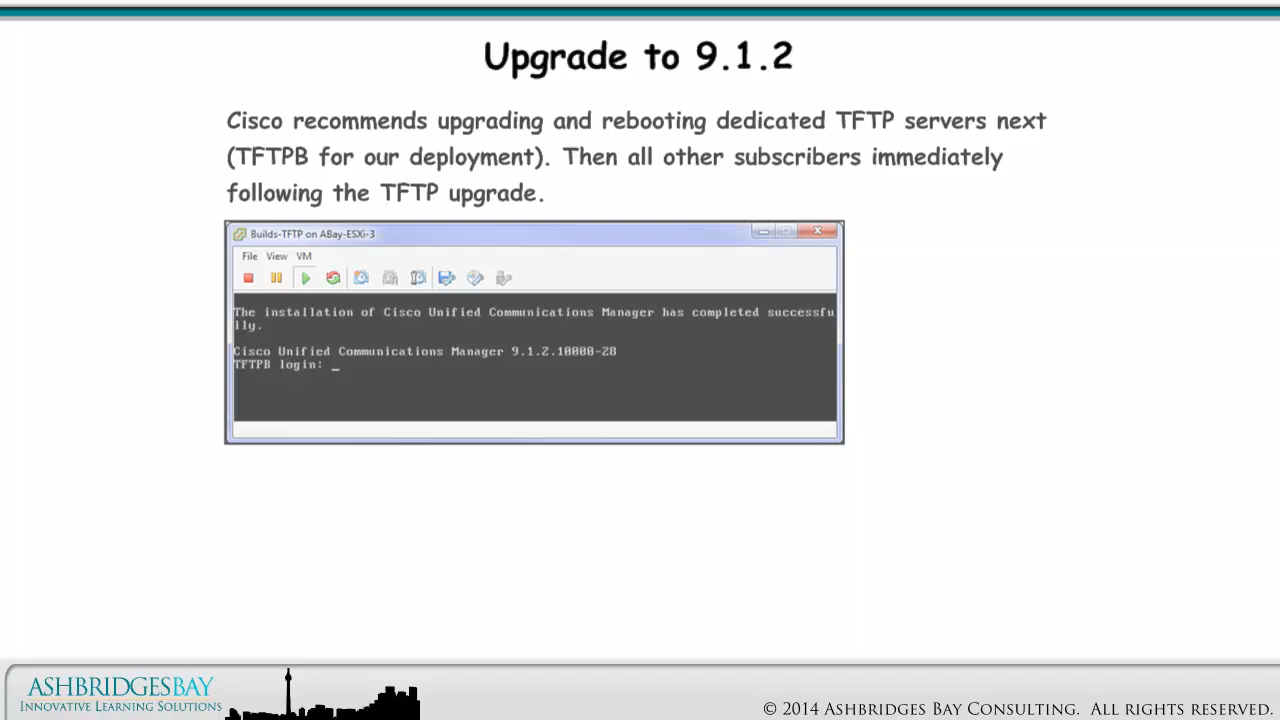 Upgrade to 9.1.2
Cisco recommends upgrading and rebooting dedicated TFTP servers next
(TFTPB for our deployment). Then all other subscribers immediately
following the TFTP upgrade.
Builds-TFTP on ABay-ESXi-3
File View VM
The installation of Cisco Unified Communications Manager has completed successfu
lly.
Cisco Unified Communications Manager 9.1.2.10000-28
TFTPB login: _
ASHBRIDGESBAY
INNOVATIVE LEARNING SOLUTIONS
© 2014 ASHBRIDGES BAY CONSULTING. ALL RIGHTS RESERVED.